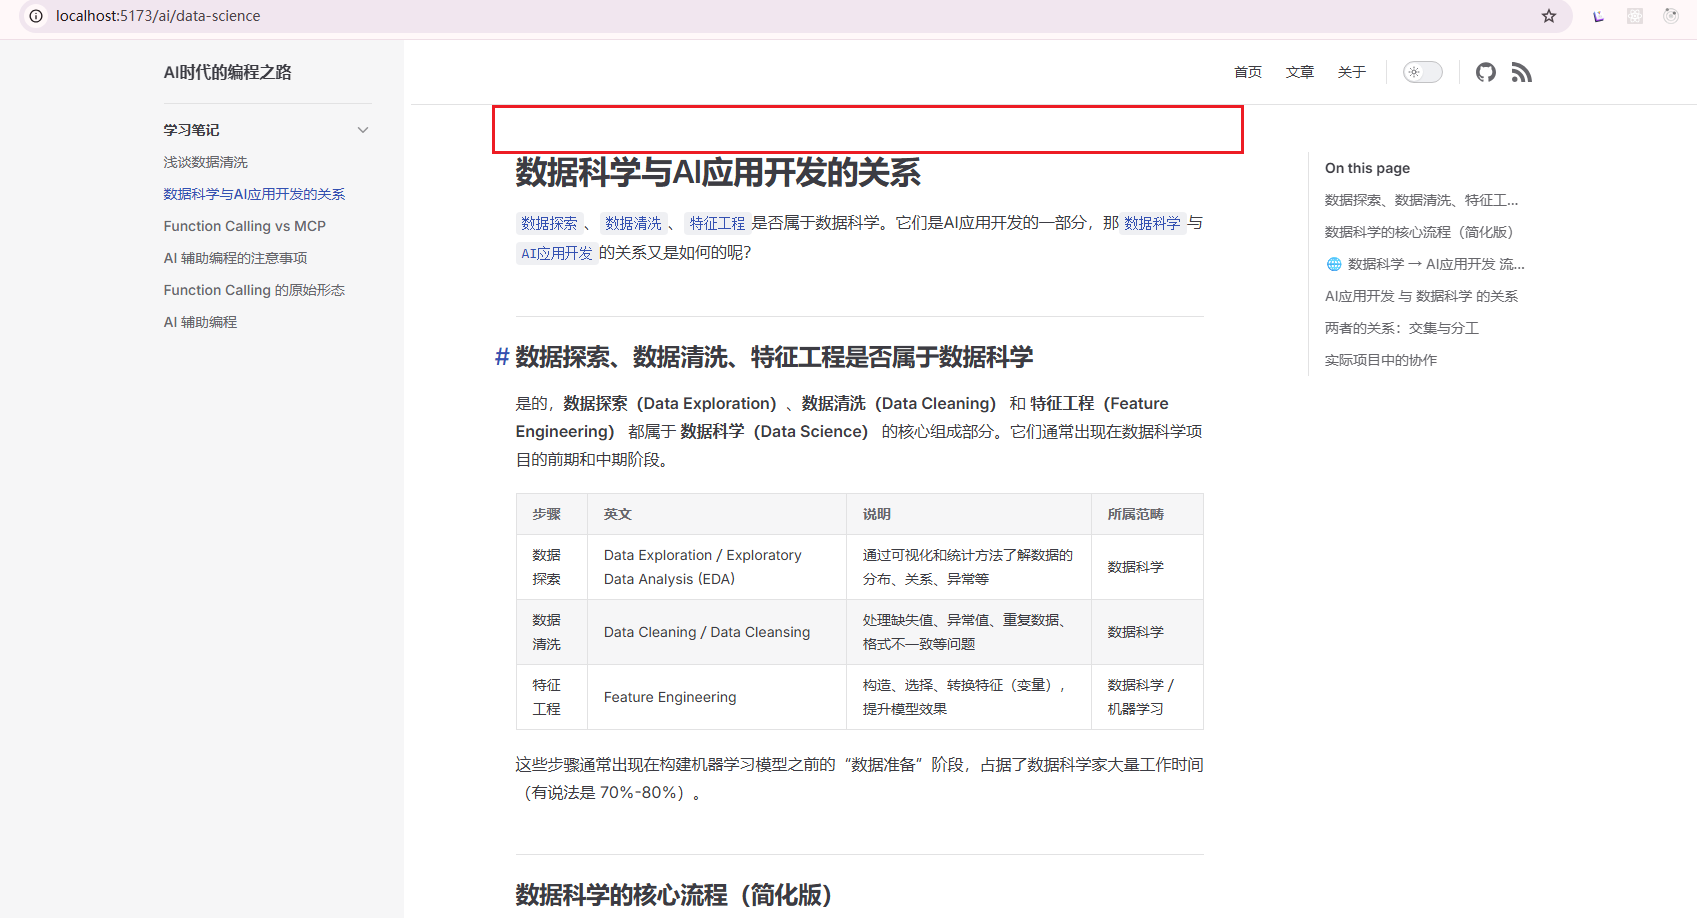 localhost:5173/ai/data-science
AI时代的编程之路
首页 文章 关于
学习笔记
浅谈数据清洗
数据科学与AI应用开发的关系
Function Calling vs MCP
AI 辅助编程的注意事项
Function Calling 的原始形态
AI 辅助编程
数据科学与AI应用开发的关系
数据探索、数据清洗、特征工程是否属于数据科学。它们是AI应用开发的一部分，那 数据科学 与
AI应用开发 的关系又是如何的呢？
# 数据探索、数据清洗、特征工程是否属于数据科学
是的，数据探索（Data Exploration）、数据清洗（Data Cleaning） 和 特征工程（Feature
Engineering） 都属于 数据科学（Data Science） 的核心组成部分。它们通常出现在数据科学项
目的前期和中期阶段。
步骤 英文 说明 所属范畴
数据
探索
Data Exploration / Exploratory
Data Analysis (EDA)
通过可视化和统计方法了解数据的
分布、关系、异常等
数据科学
数据
清洗
Data Cleaning / Data Cleansing
处理缺失值、异常值、重复数据、
格式不一致等问题
数据科学
特征
工程
Feature Engineering
构造、选择、转换特征（变量），
提升模型效果
数据科学 /
机器学习
这些步骤通常出现在构建机器学习模型之前的“数据准备”阶段，占据了数据科学家大量工作时间
（有说法是 70%-80%）。
数据科学的核心流程（简化版）
On this page
数据探索、数据清洗、特征工...
数据科学的核心流程（简化版）
🌐 数据科学 → AI应用开发 流...
AI应用开发 与 数据科学 的关系
两者的关系：交集与分工
实际项目中的协作